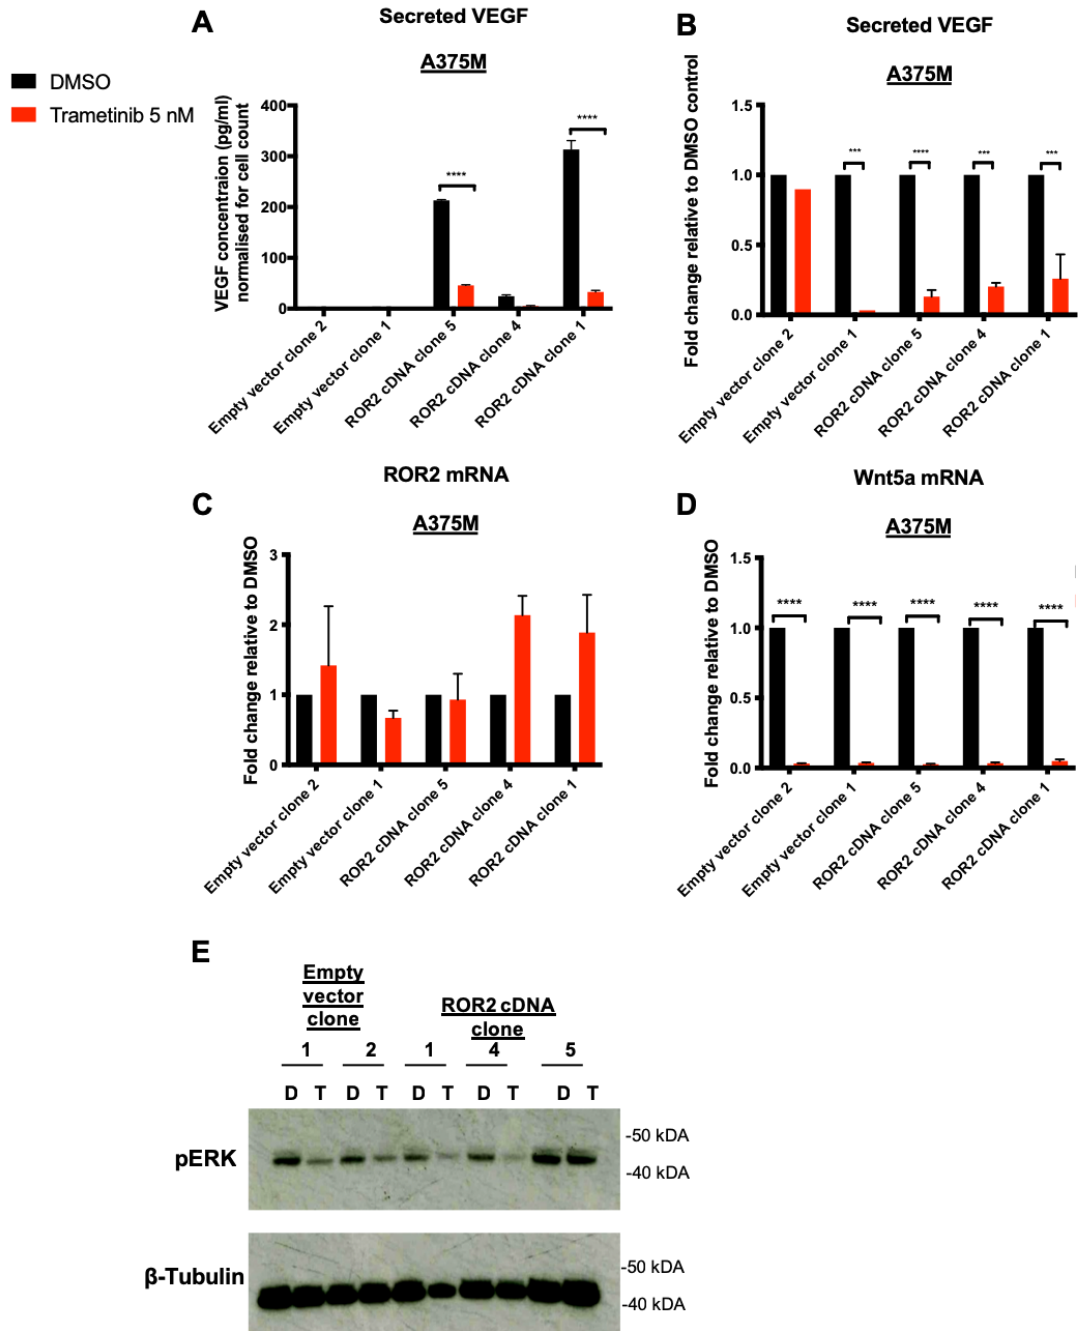 A
Secreted VEGF
A375M
DMSO
Trametinib 5 nM
VEGF concentraion (pg/ml)
normalised for cell count
400
300
200
100
0
****
****
Empty vector clone 2
Empty vector clone 1
ROR2 cDNA clone 5
ROR2 cDNA clone 4
ROR2 cDNA clone 1
B
Secreted VEGF
A375M
Fold change relative to DMSO control
1.5
1.0
0.5
0.0
***
****
***
***
Empty vector clone 2
Empty vector clone 1
ROR2 cDNA clone 5
ROR2 cDNA clone 4
ROR2 cDNA clone 1
C
ROR2 mRNA
A375M
Fold change relative to DMSO
3
2
1
0
Empty vector clone 2
Empty vector clone 1
ROR2 cDNA clone 5
ROR2 cDNA clone 4
ROR2 cDNA clone 1
D
Wnt5a mRNA
A375M
Fold change relative to DMSO
1.5
1.0
0.5
0.0
****
****
****
****
****
Empty vector clone 2
Empty vector clone 1
ROR2 cDNA clone 5
ROR2 cDNA clone 4
ROR2 cDNA clone 1
E
Empty
vector
clone
ROR2 cDNA
clone
1 2 1 4 5
D T D T D T D T D T
pERK
-50 kDA
-40 kDA
β-Tubulin
-50 kDA
-40 kDA